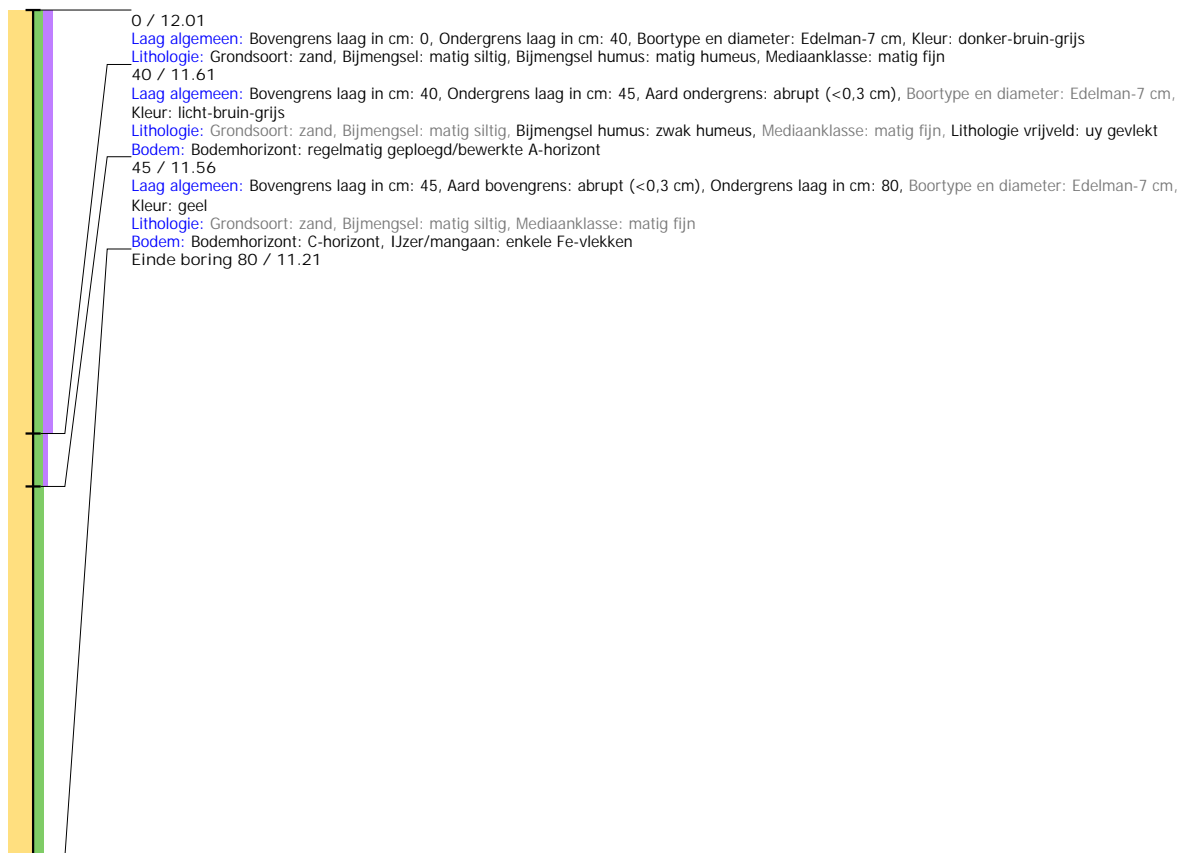 0 / 12.01
Laag algemeen: Bovengrens laag in cm: 0, Ondergrens laag in cm: 40, Boortype en diameter: Edelman-7 cm, Kleur: donker-bruin-grijs
Lithologie: Grondsoort: zand, Bijmengsel: matig siltig, Bijmengsel humus: matig humeus, Mediaanklasse: matig fijn
40 / 11.61
Laag algemeen: Bovengrens laag in cm: 40, Ondergrens laag in cm: 45, Aard ondergrens: abrupt (<0,3 cm), Boortype en diameter: Edelman-7 cm,
Kleur: licht-bruin-grijs
Lithologie: Grondsoort: zand, Bijmengsel: matig siltig, Bijmengsel humus: zwak humeus, Mediaanklasse: matig fijn, Lithologie vrijveld: uy gevlekt
Bodem: Bodemhorizont: regelmatig geploegd/bewerkte A-horizont
45 / 11.56
Laag algemeen: Bovengrens laag in cm: 45, Aard bovengrens: abrupt (<0,3 cm), Ondergrens laag in cm: 80, Boortype en diameter: Edelman-7 cm,
Kleur: geel
Lithologie: Grondsoort: zand, Bijmengsel: matig siltig, Mediaanklasse: matig fijn
Bodem: Bodemhorizont: C-horizont, IJzer/mangaan: enkele Fe-vlekken
Einde boring 80 / 11.21